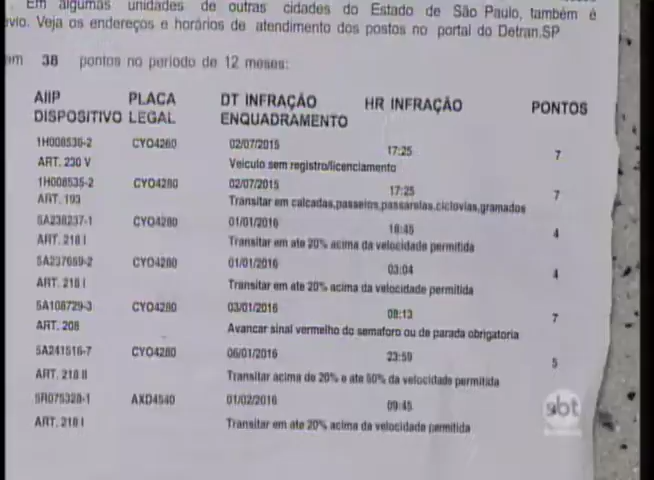 Em algumas unidades de outras cidades do Estado de São Paulo, também é
Veja os endereços e horários de atendimento dos postos no portal do Detran.SP
38 pontos no período de 12 meses:
AIIP PLACA DT INFRAÇÃO HR INFRAÇÃO PONTOS
DISPOSITIVO LEGAL ENQUADRAMENTO
1H008536-2 CYO4280 02/07/2015 17:25 7
ART. 230 V Veiculo sem registro/licenciamento
1H008535-2 CYO4280 02/07/2015 17:25 7
ART. 193 Transitar em calcadas,passeios,passarelas,ciclovias,gramados
5A238237-1 CYO4280 01/01/2016 18:45 4
ART. 218 I Transitar em ate 20% acima da velocidade permitida
5A237669-2 CYO4280 01/01/2016 03:04 4
ART. 218 I Transitar em ate 20% acima da velocidade permitida
5A108729-3 CYO4280 03/01/2016 08:13 7
ART. 208 Avancar sinal vermelho do semaforo ou de parada obrigatoria
5A241516-7 CYO4280 06/01/2016 23:59 5
ART. 218 II Transitar acima de 20% e ate 50% da velocidade permitida
5R075328-1 AXD4540 01/02/2016 09:45
ART. 218 I Transitar em ate 20% acima da velocidade permitida
sbt